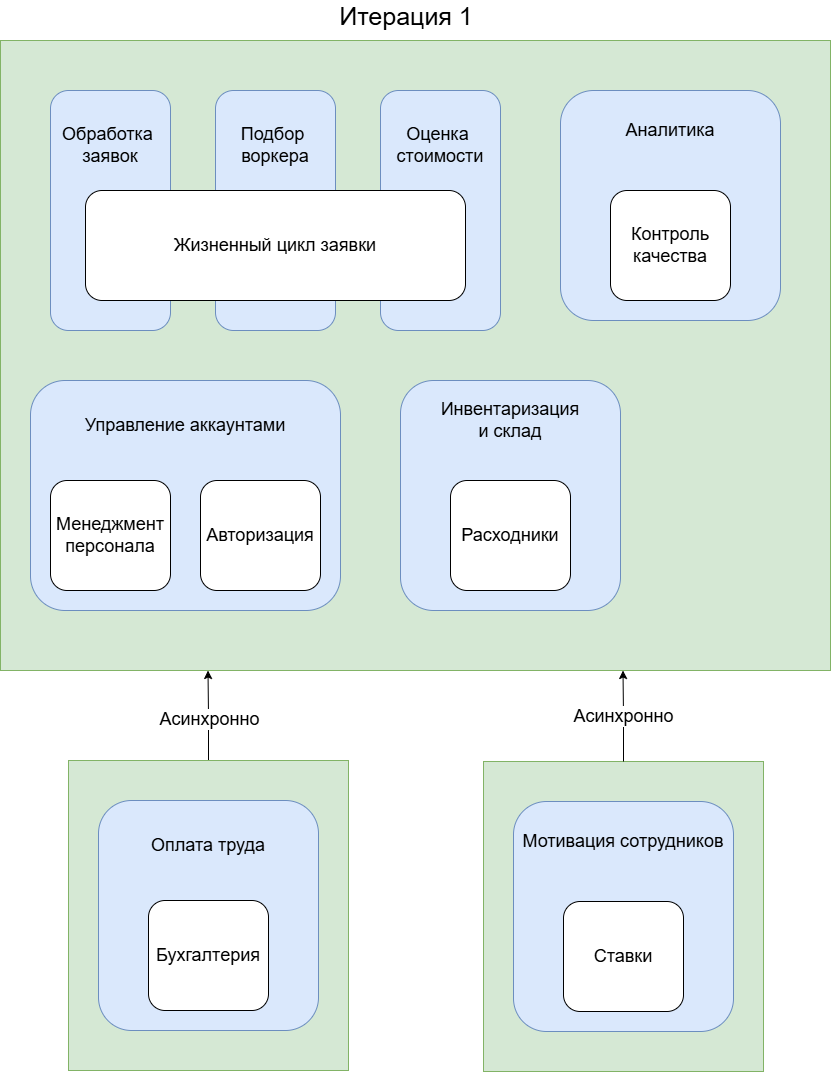 Итерация 1
Обработка
заявок
Подбор
воркера
Оценка
стоимости
Аналитика
Жизненный цикл заявки
Контроль
качества
Управление аккаунтами
Инвентаризация
и склад
Менеджмент
персонала
Авторизация
Расходники
Асинхронно
Асинхронно
Оплата труда
Мотивация сотрудников
Бухгалтерия
Ставки